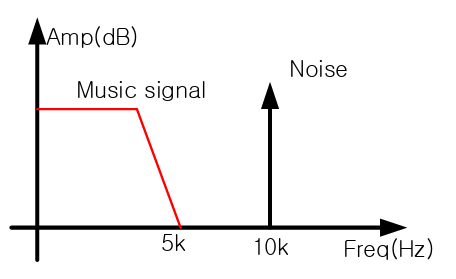 Amp(dB)
Noise
Music signal
5k
10k
Freq(Hz)